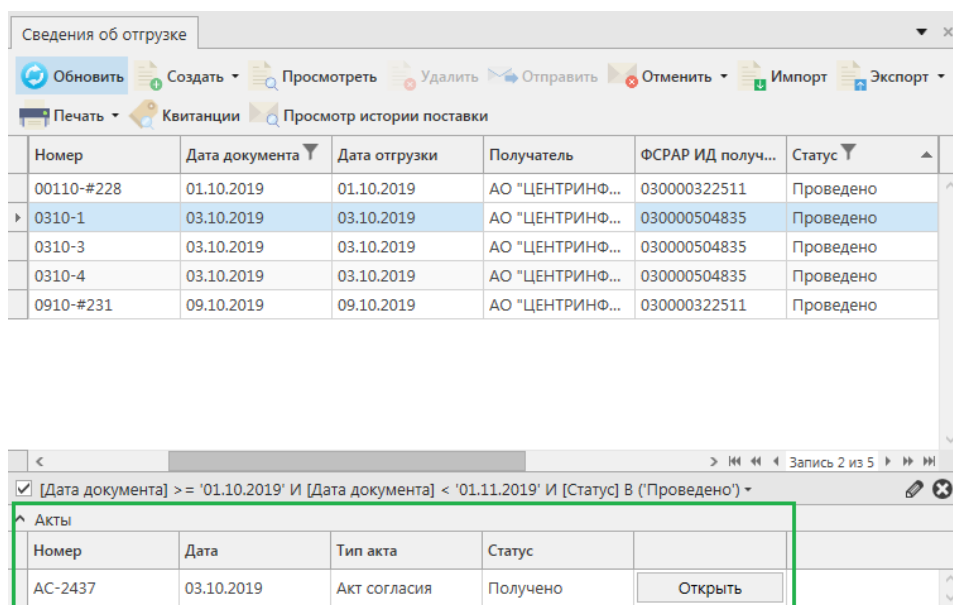 Сведения об отгрузке
Обновить Создать Просмотреть Удалить Отправить Отменить Импорт Экспорт
Печать Квитанции Просмотр истории поставки
Номер Дата документа Дата отгрузки Получатель ФСРАР ИД получ... Статус
00110-#228 01.10.2019 01.10.2019 АО "ЦЕНТРИНФ... 030000322511 Проведено
0310-1 03.10.2019 03.10.2019 АО "ЦЕНТРИНФ... 030000504835 Проведено
0310-3 03.10.2019 03.10.2019 АО "ЦЕНТРИНФ... 030000504835 Проведено
0310-4 03.10.2019 03.10.2019 АО "ЦЕНТРИНФ... 030000504835 Проведено
0910-#231 09.10.2019 09.10.2019 АО "ЦЕНТРИНФ... 030000322511 Проведено
Запись 2 из 5
[Дата документа] >= '01.10.2019' И [Дата документа] < '01.11.2019' И [Статус] В ('Проведено')
Акты
Номер Дата Тип акта Статус
АС-2437 03.10.2019 Акт согласия Получено Открыть